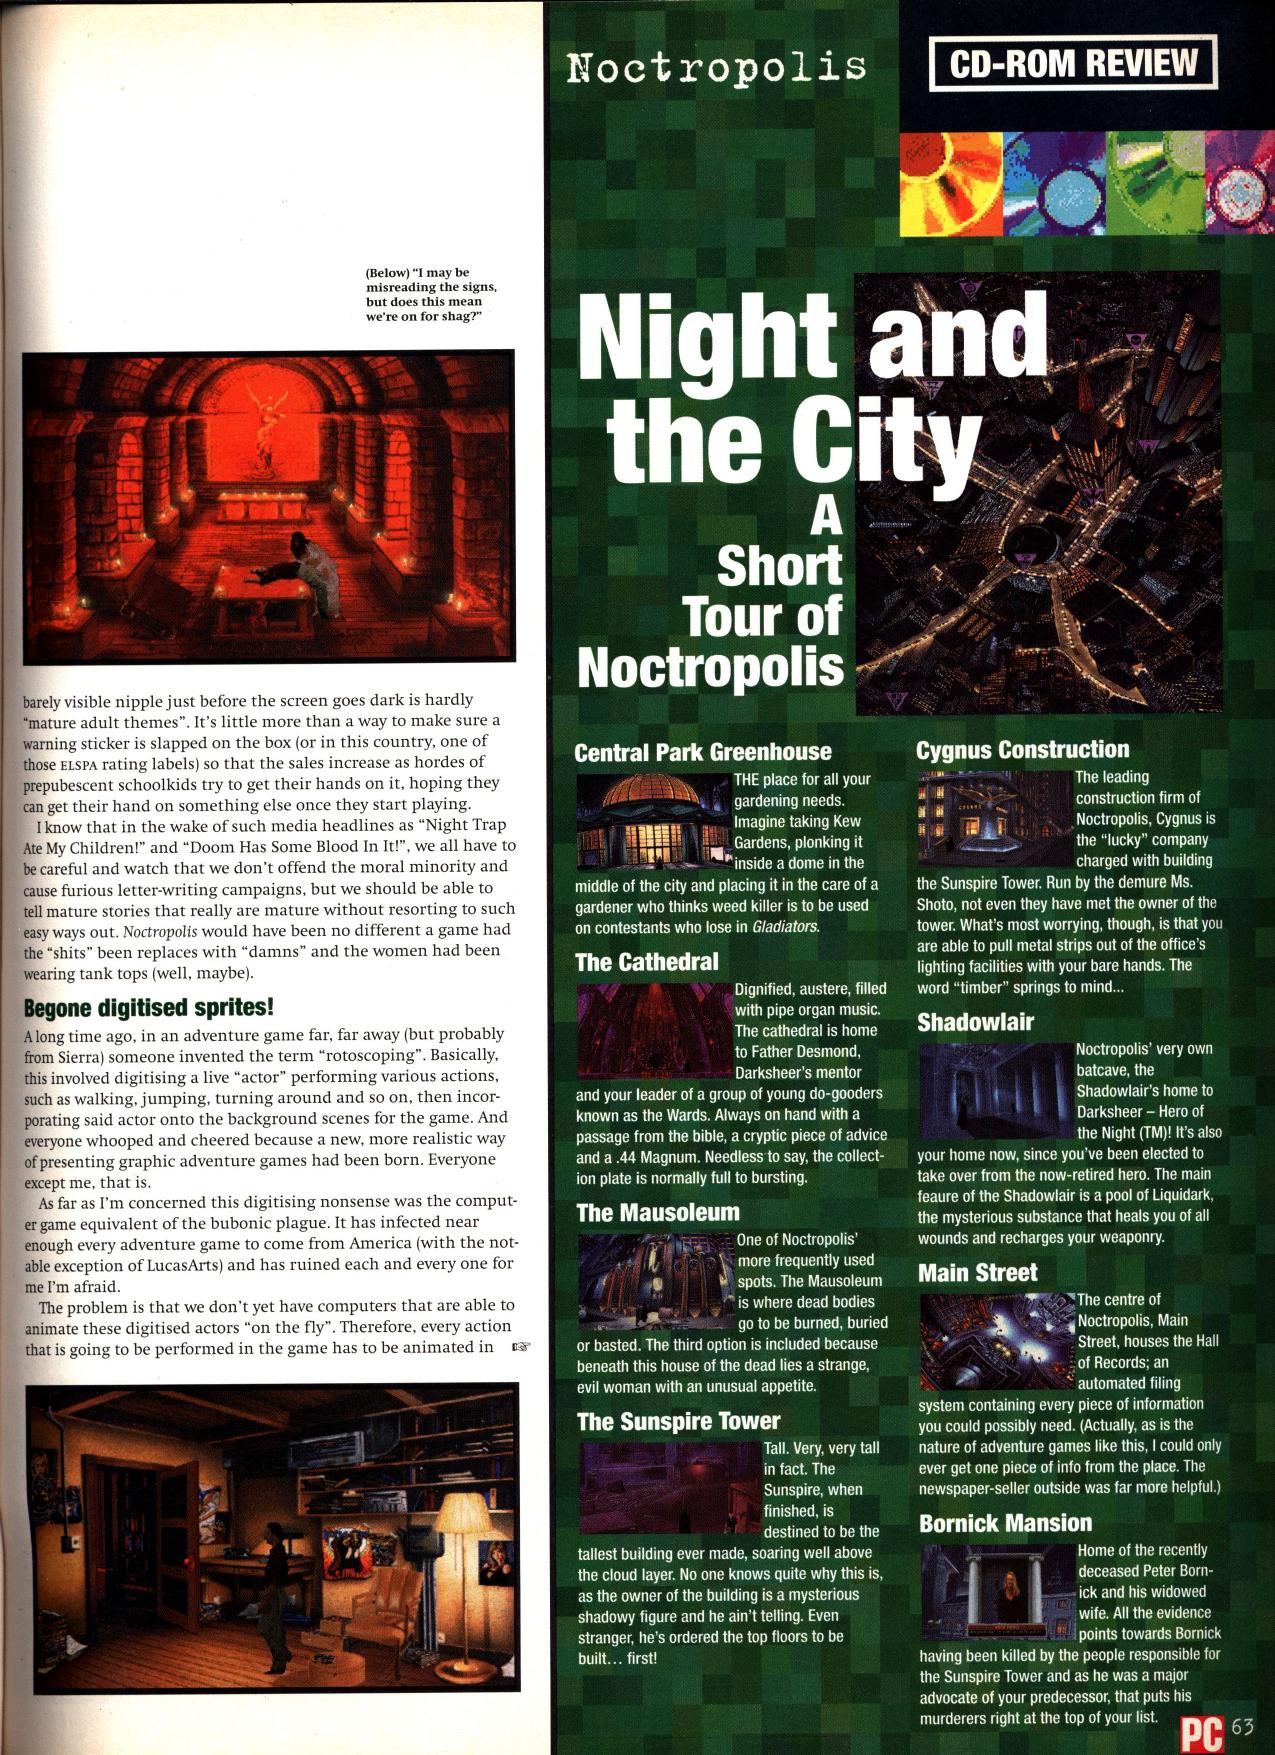 Noctropolis
CD-ROM REVIEW
(Below) “I may be
misreading the signs,
but does this mean
we're on for shag?”
barely visible nipple just before the screen goes dark is hardly
“mature adult themes”. It's little more than a way to make sure a
warning sticker is slapped on the box (or in this country, one of
those ELSPA rating labels) so that the sales increase as hordes of
prepubescent schoolkids try to get their hands on it, hoping they
can get their hand on something else once they start playing.
I know that in the wake of such media headlines as “Night Trap
Ate My Children!” and “Doom Has Some Blood In It!”, we all have to
be careful and watch that we don't offend the moral minority and
cause furious letter-writing campaigns, but we should be able to
tell mature stories that really are mature without resorting to such
easy ways out. Noctropolis would have been no different a game had
the “shits” been replaces with “damns” and the women had been
wearing tank tops (well, maybe).
Begone digitised sprites!
A long time ago, in an adventure game far, far away (but probably
from Sierra) someone invented the term “rotoscoping”. Basically,
this involved digitising a live “actor” performing various actions,
such as walking, jumping, turning around and so on, then incor-
porating said actor onto the background scenes for the game. And
everyone whooped and cheered because a new, more realistic way
of presenting graphic adventure games had been born. Everyone
except me, that is.
As far as I'm concerned this digitising nonsense was the comput-
er game equivalent of the bubonic plague. It has infected near
enough every adventure game to come from America (with the not-
able exception of LucasArts) and has ruined each and every one for
me I'm afraid.
The problem is that we don't yet have computers that are able to
animate these digitised actors “on the fly”. Therefore, every action
that is going to be performed in the game has to be animated in
Night and
the City
A
Short
Tour of
Noctropolis
Central Park Greenhouse
THE place for all your
gardening needs.
Imagine taking Kew
Gardens, plonking it
inside a dome in the
middle of the city and placing it in the care of a
gardener who thinks weed killer is to be used
on contestants who lose in Gladiators.
The Cathedral
Dignified, austere, filled
with pipe organ music.
The cathedral is home
to Father Desmond,
Darksheer's mentor
and your leader of a group of young do-gooders
known as the Wards. Always on hand with a
passage from the bible, a cryptic piece of advice
and a .44 Magnum. Needless to say, the collect-
ion plate is normally full to bursting.
The Mausoleum
One of Noctropolis'
more frequently used
spots. The Mausoleum
is where dead bodies
go to be burned, buried
or basted. The third option is included because
beneath this house of the dead lies a strange,
evil woman with an unusual appetite.
The Sunspire Tower
Tall. Very, very tall
in fact. The
Sunspire, when
finished, is
destined to be the
tallest building ever made, soaring well above
the cloud layer. No one knows quite why this is,
as the owner of the building is a mysterious
shadowy figure and he ain't telling. Even
stranger, he's ordered the top floors to be
built... first!
Cygnus Construction
The leading
construction firm of
Noctropolis, Cygnus is
the “lucky” company
charged with building
the Sunspire Tower. Run by the demure Ms.
Shoto, not even they have met the owner of the
tower. What's most worrying, though, is that you
are able to pull metal strips out of the office's
lighting facilities with your bare hands. The
word “timber” springs to mind...
Shadowlair
Noctropolis' very own
batcave, the
Shadowlair's home to
Darksheer – Hero of
the Night (TM)! It's also
your home now, since you've been elected to
take over from the now-retired hero. The main
feaure of the Shadowlair is a pool of Liquidark,
the mysterious substance that heals you of all
wounds and recharges your weaponry.
Main Street
The centre of
Noctropolis, Main
Street, houses the Hall
of Records; an
automated filing
system containing every piece of information
you could possibly need. (Actually, as is the
nature of adventure games like this, I could only
ever get one piece of info from the place. The
newspaper-seller outside was far more helpful.)
Bornick Mansion
Home of the recently
deceased Peter Born-
ick and his widowed
wife. All the evidence
points towards Bornick
having been killed by the people responsible for
the Sunspire Tower and as he was a major
advocate of your predecessor, that puts his
murderers right at the top of your list.
PC 63